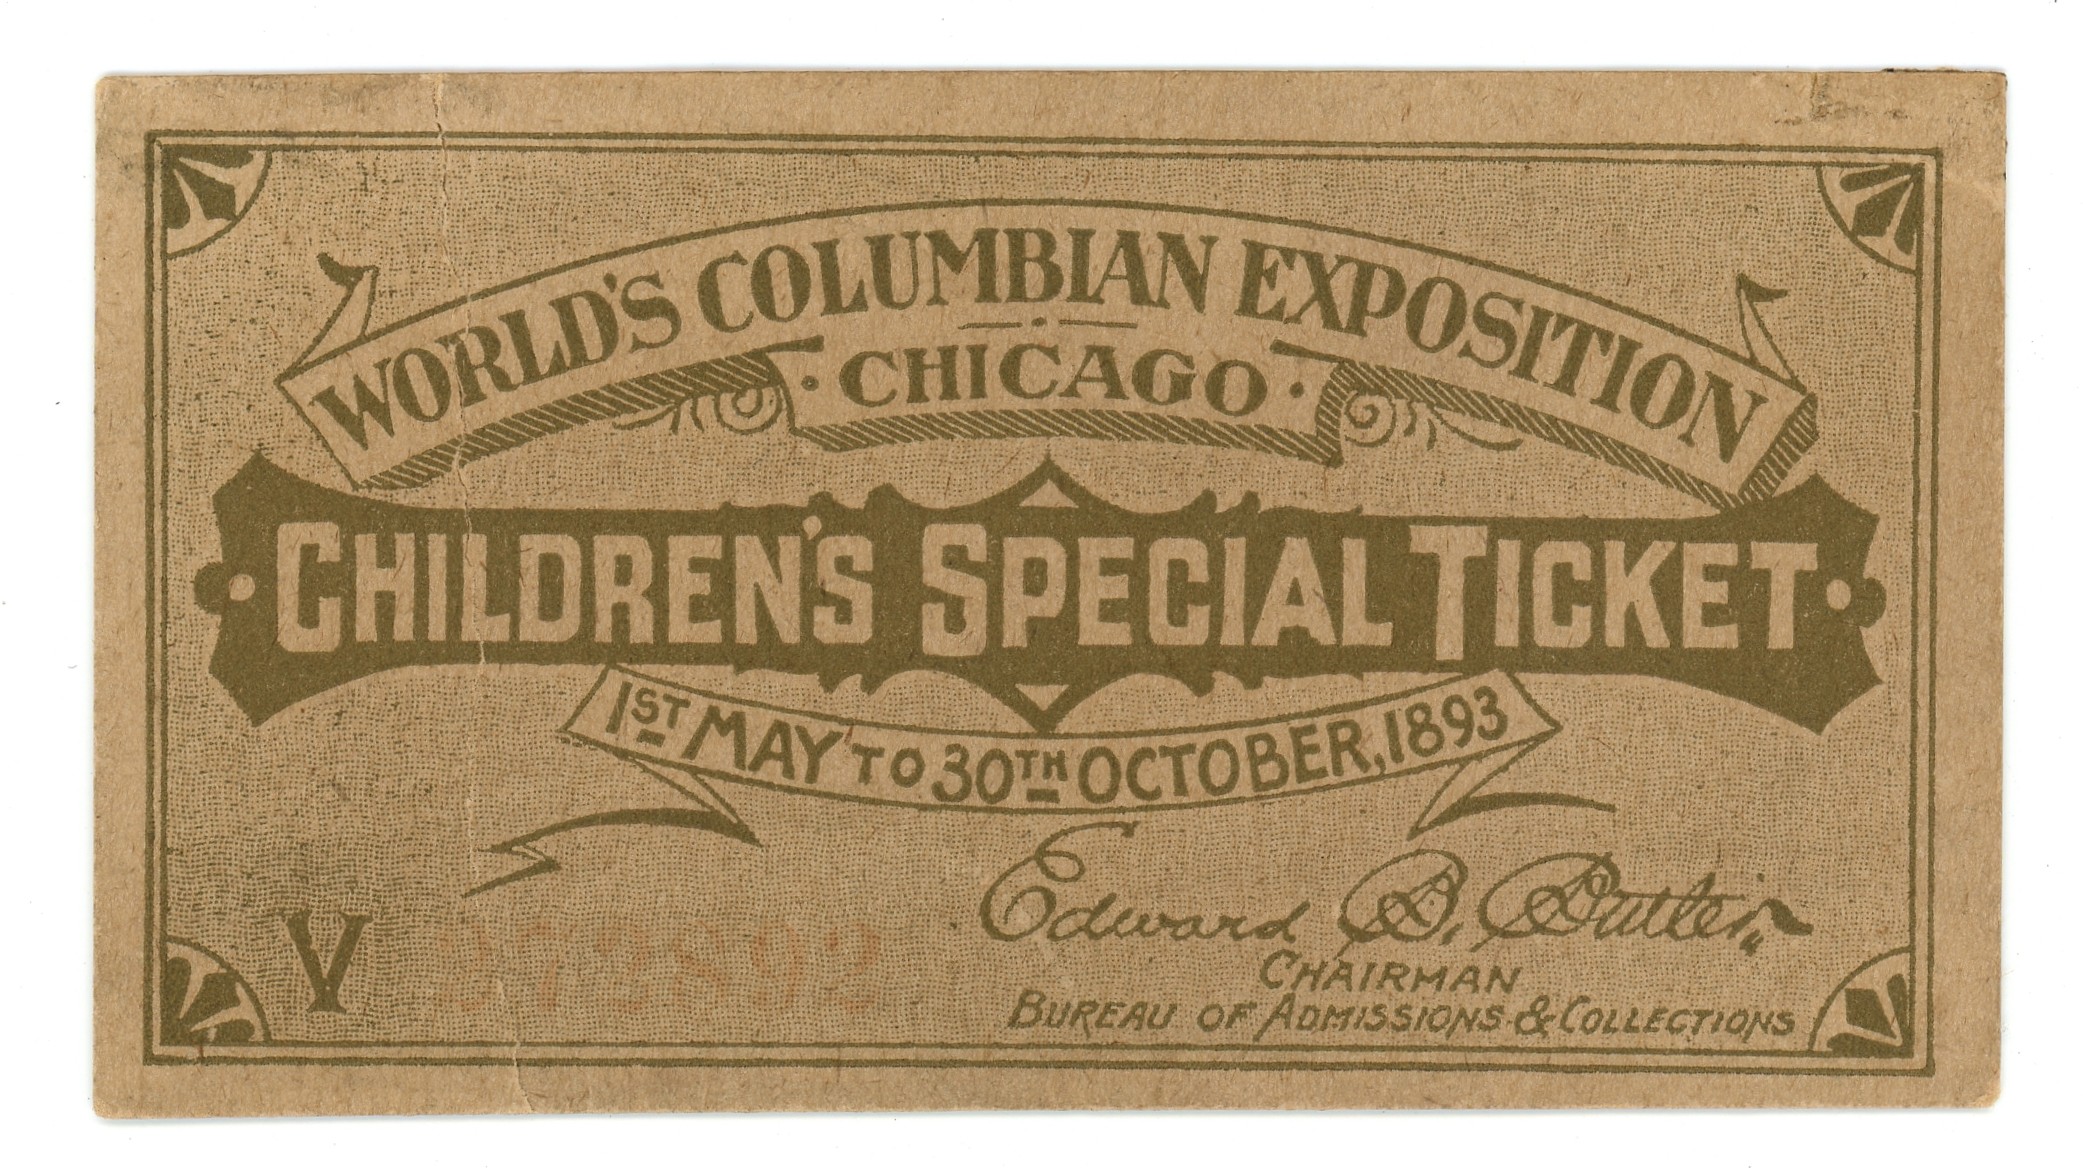 WORLD'S COLUMBIAN EXPOSITION
CHICAGO
CHILDREN'S SPECIAL TICKET
1ST MAY TO 30TH OCTOBER, 1893
V 272892
Edward B. Butler
CHAIRMAN
BUREAU OF ADMISSIONS & COLLECTIONS